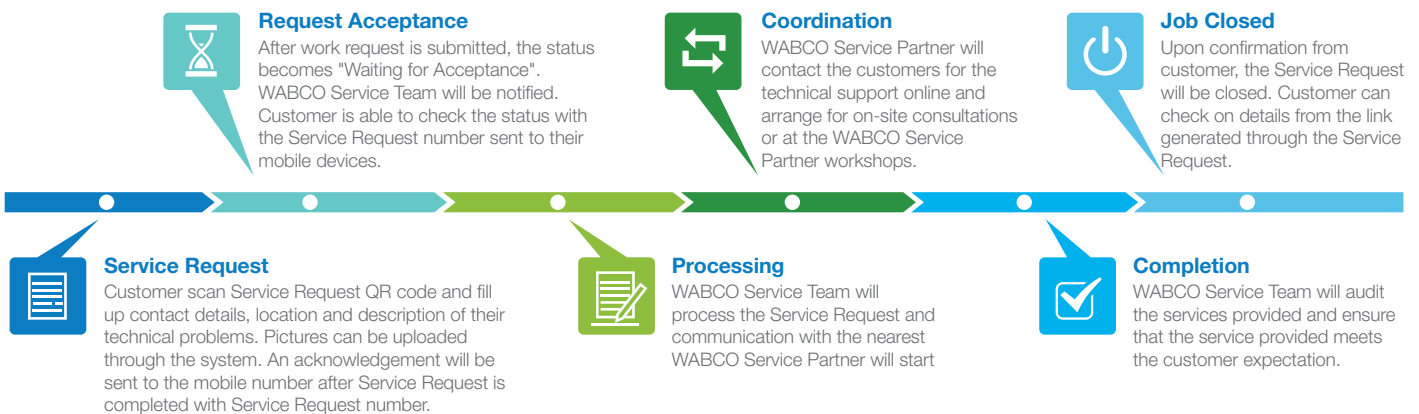 Request Acceptance
After work request is submitted, the status
becomes "Waiting for Acceptance".
WABCO Service Team will be notified.
Customer is able to check the status with
the Service Request number sent to their
mobile devices.
Coordination
WABCO Service Partner will
contact the customers for the
technical support online and
arrange for on-site consultations
or at the WABCO Service
Partner workshops.
Job Closed
Upon confirmation from
customer, the Service Request
will be closed. Customer can
check on details from the link
generated through the Service
Request.
Service Request
Customer scan Service Request QR code and fill
up contact details, location and description of their
technical problems. Pictures can be uploaded
through the system. An acknowledgement will be
sent to the mobile number after Service Request is
completed with Service Request number.
Processing
WABCO Service Team will
process the Service Request and
communication with the nearest
WABCO Service Partner will start
Completion
WABCO Service Team will audit
the services provided and ensure
that the service provided meets
the customer expectation.